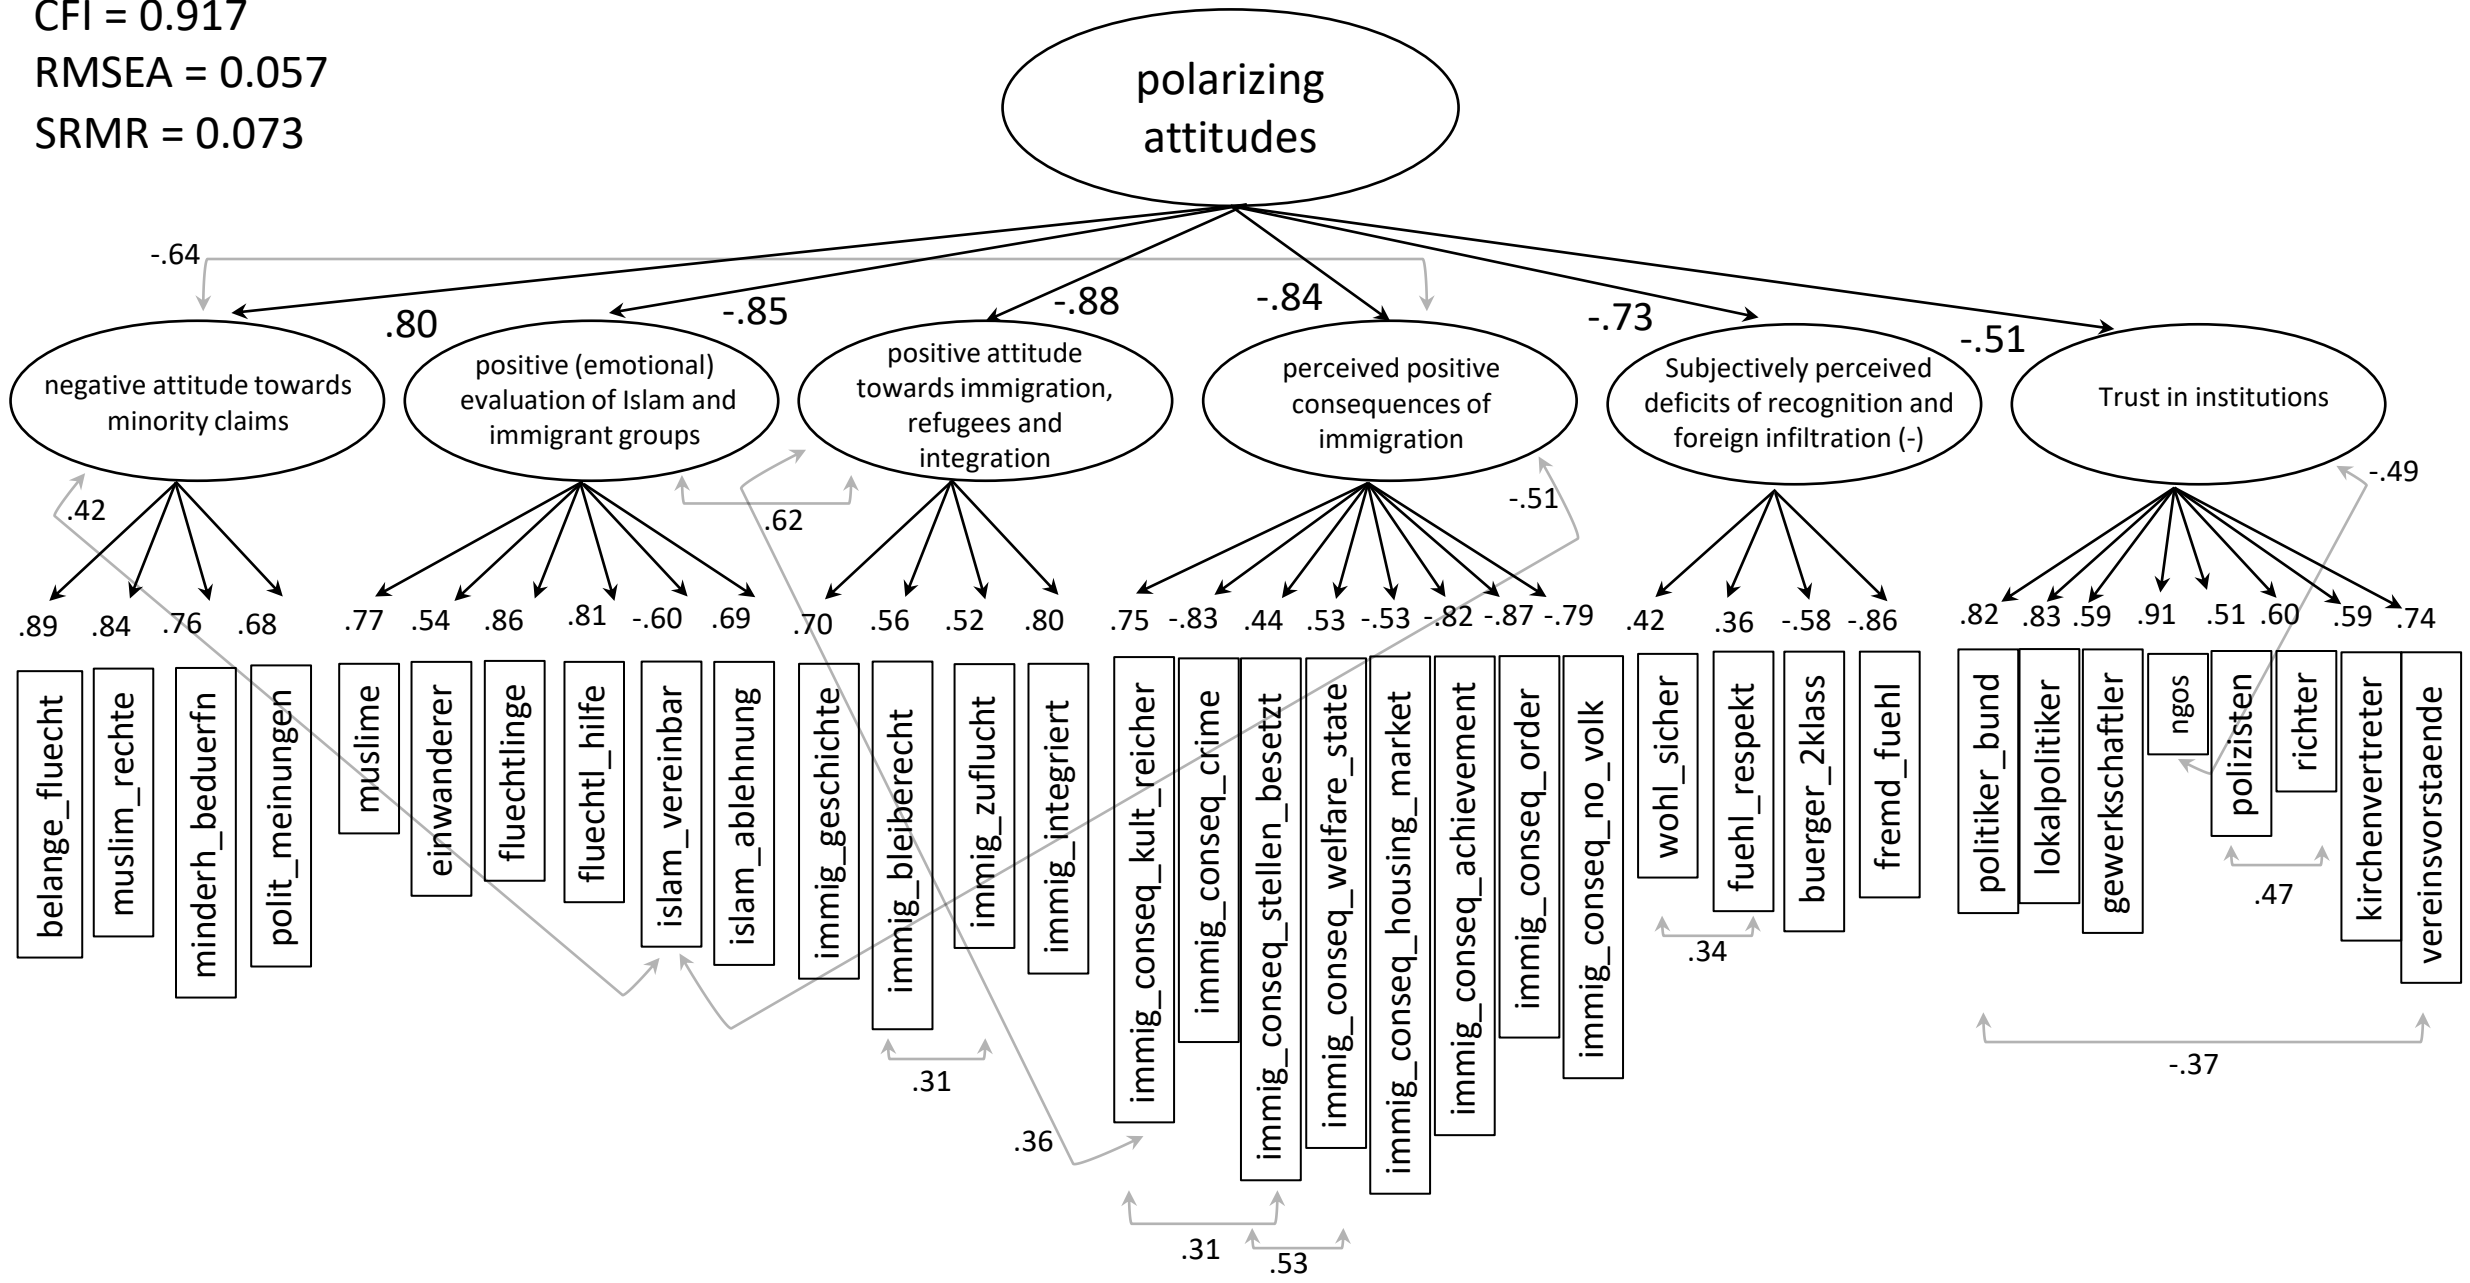 CFI = 0.917
RMSEA = 0.057
SRMR = 0.073
polarizing
attitudes
-.64
.80
-.85
-.88
-.84
-.73
-.51
negative attitude towards
minority claims
positive (emotional)
evaluation of Islam and
immigrant groups
positive attitude
towards immigration,
refugees and
integration
perceived positive
consequences of
immigration
Subjectively perceived
deficits of recognition and
foreign infiltration (-)
Trust in institutions
.42
.62
-.51
-.49
.89 .84 .76 .68
.77 .54 .86 .81 -.60 .69
.70 .56 .52 .80
.75 -.83 .44 .53 -.53 -.82 -.87 -.79
.42 .36 -.58 -.86
.82 .83 .59 .91 .51 .60 .59 .74
belange_fluecht
muslim_rechte
minderh_beduerfn
polit_meinungen
muslime
einwanderer
fluechtlinge
fluechtl_hilfe
islam_vereinbar
islam_ablehnung
immig_geschichte
immig_bleiberecht
immig_zuflucht
immig_integriert
immig_conseq_kult_reicher
immig_conseq_crime
immig_conseq_stellen_besetzt
immig_conseq_welfare_state
immig_conseq_housing_market
immig_conseq_achievement
immig_conseq_order
immig_conseq_no_volk
wohl_sicher
fuehl_respekt
buerger_2klass
fremd_fuehl
politiker_bund
lokalpolitiker
gewerkschaftler
ngos
polizisten
richter
kirchenvertreter
vereinsvorstaende
.47
.34
.31
-.37
.36
.31
.53